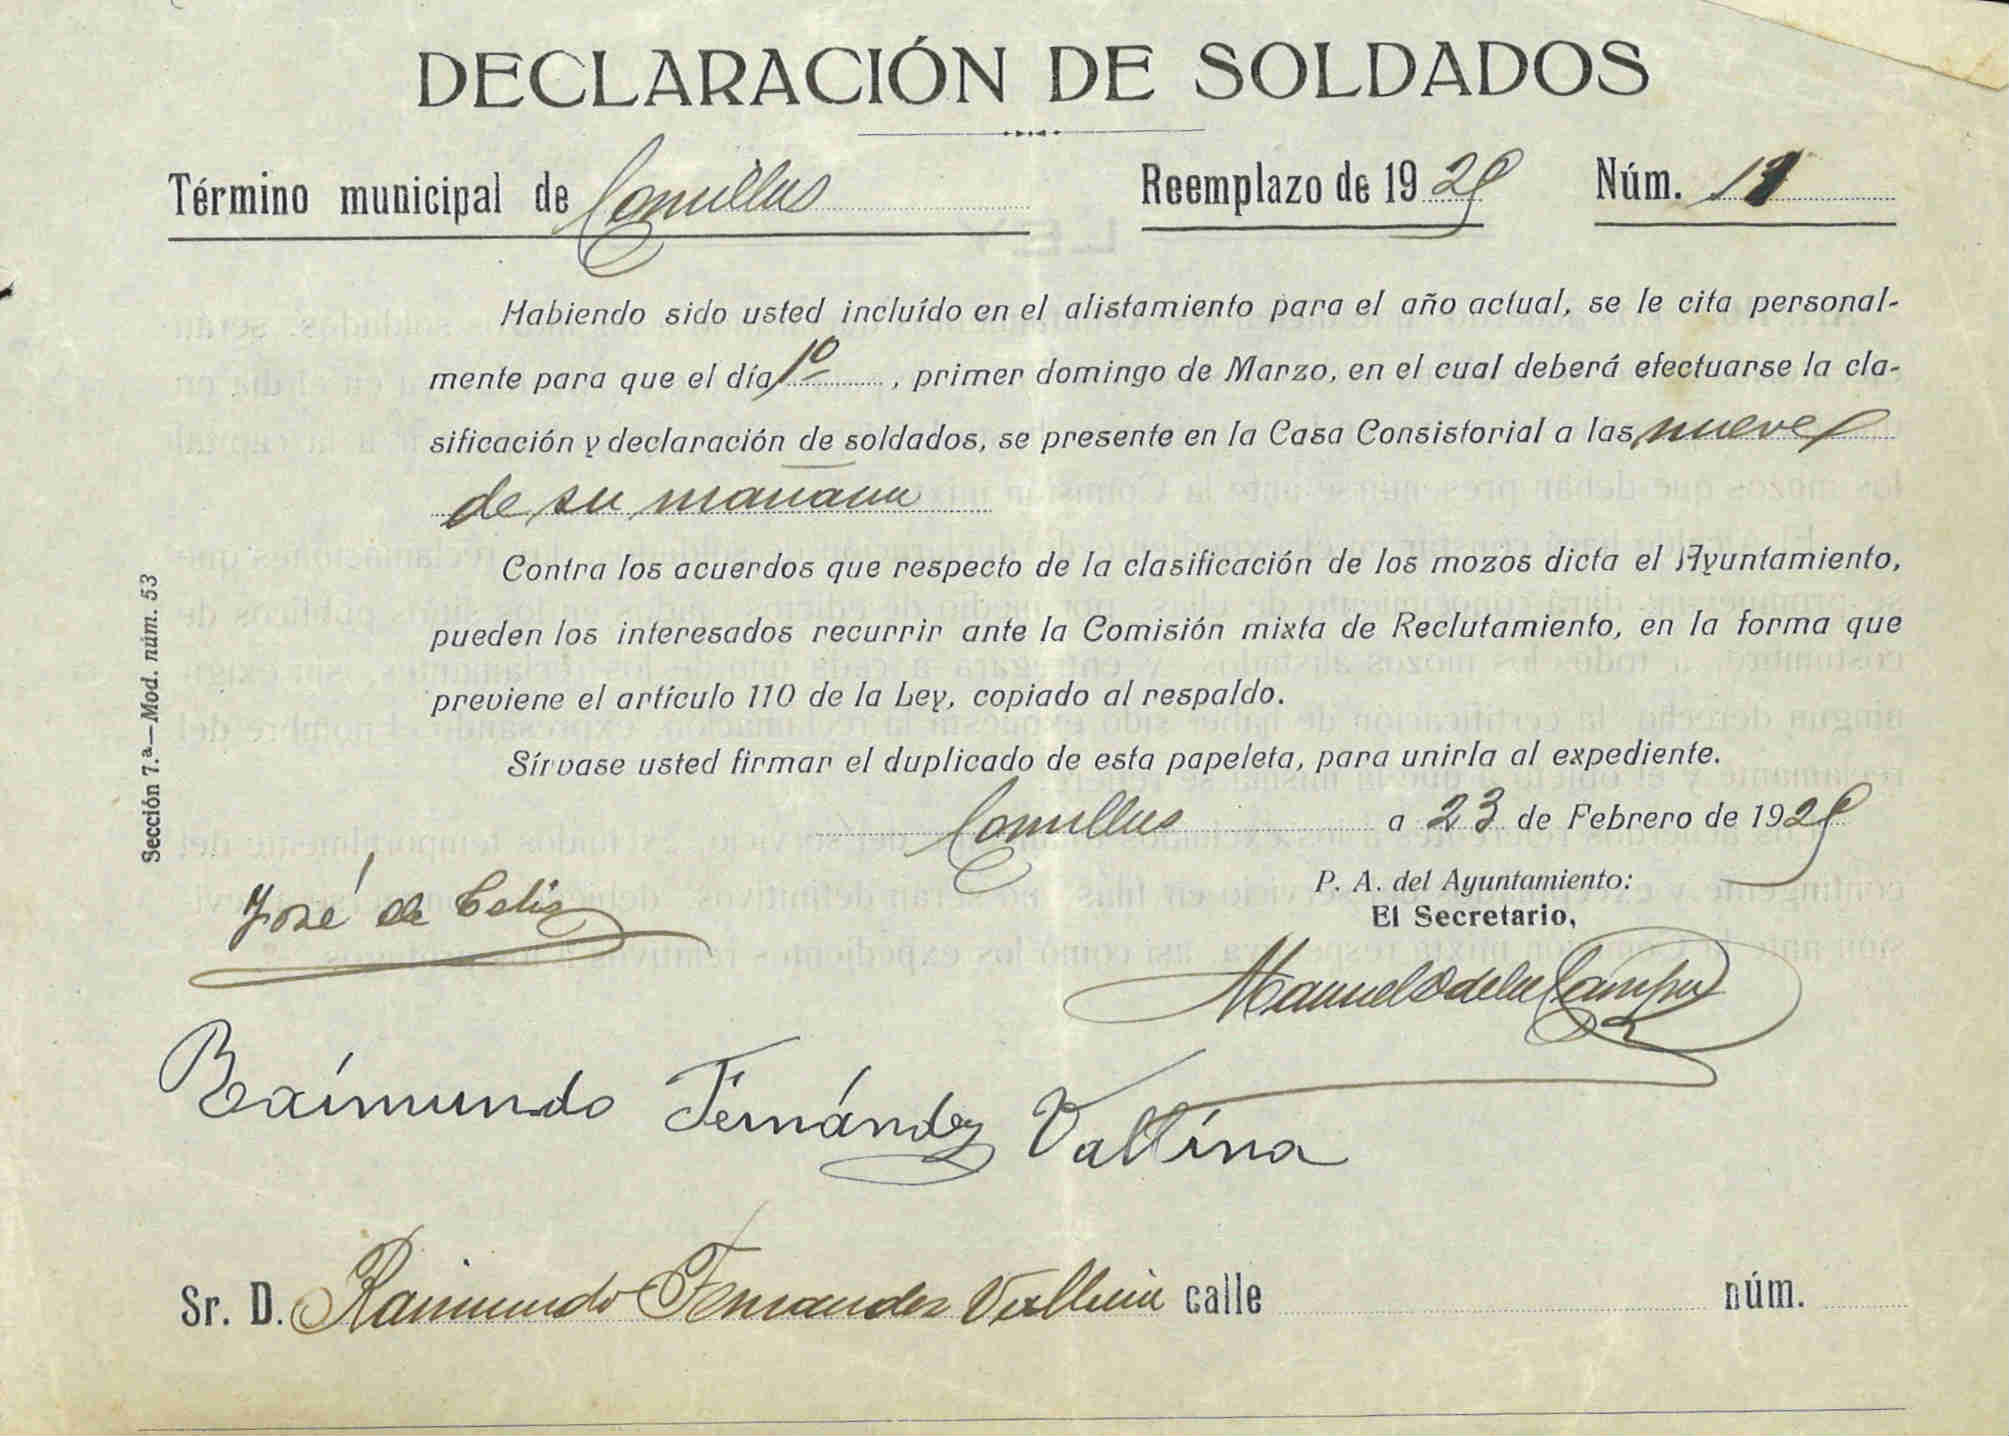 DECLARACIÓN DE SOLDADOS
Término municipal de Comillas Reemplazo de 1925 Núm. 11
Habiendo sido usted incluído en el alistamiento para el año actual, se le cita personal-
mente para que el día 1º, primer domingo de Marzo, en el cual deberá efectuarse la cla-
sificación y declaración de soldados, se presente en la Casa Consistorial a las nueve
de su mañana
Contra los acuerdos que respecto de la clasificación de los mozos dicta el Ayuntamiento,
pueden los interesados recurrir ante la Comisión mixta de Reclutamiento, en la forma que
previene el artículo 110 de la Ley, copiado al respaldo.
Sírvase usted firmar el duplicado de esta papeleta, para unirla al expediente.
Comillas a 23 de Febrero de 1925
P. A. del Ayuntamiento:
El Secretario,
José de Celis
Manuel O de la Campa
Raimundo Fernández Vallina
Sr. D. Raimundo Fernandez Vallina calle núm.
Sección 7.ª—Mod. núm. 53